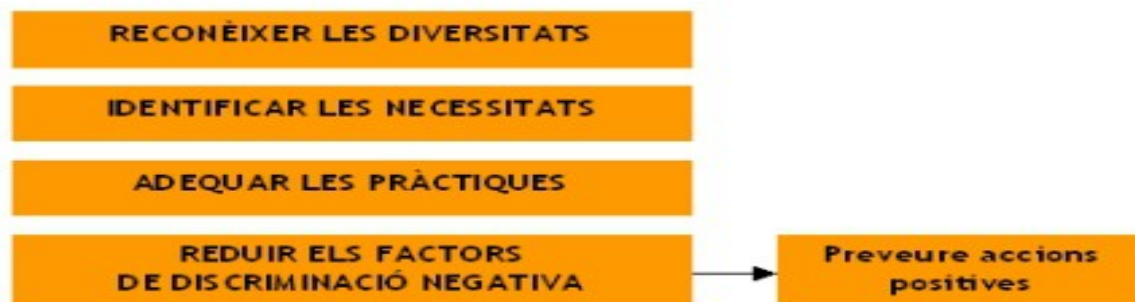 RECONÈIXER LES DIVERSITATS
IDENTIFICAR LES NECESSITATS
ADEQUAR LES PRÀCTIQUES
REDUIR ELS FACTORS
DE DISCRIMINACIÓ NEGATIVA
Preveure accions
positives